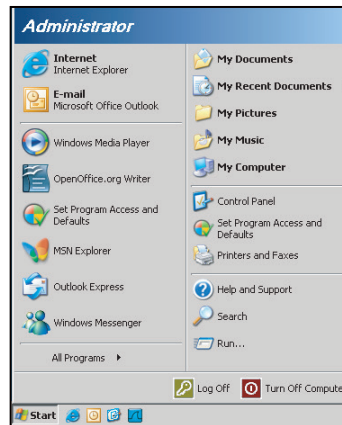 Administrator
Internet
Internet Explorer
E-mail
Microsoft Office Outlook
Windows Media Player
OpenOffice.org Writer
Set Program Access and
Defaults
MSN Explorer
Outlook Express
Windows Messenger
All Programs
My Documents
My Recent Documents
My Pictures
My Music
My Computer
Control Panel
Set Program Access and
Defaults
Printers and Faxes
Help and Support
Search
Run...
Log Off
Turn Off Compute
Start